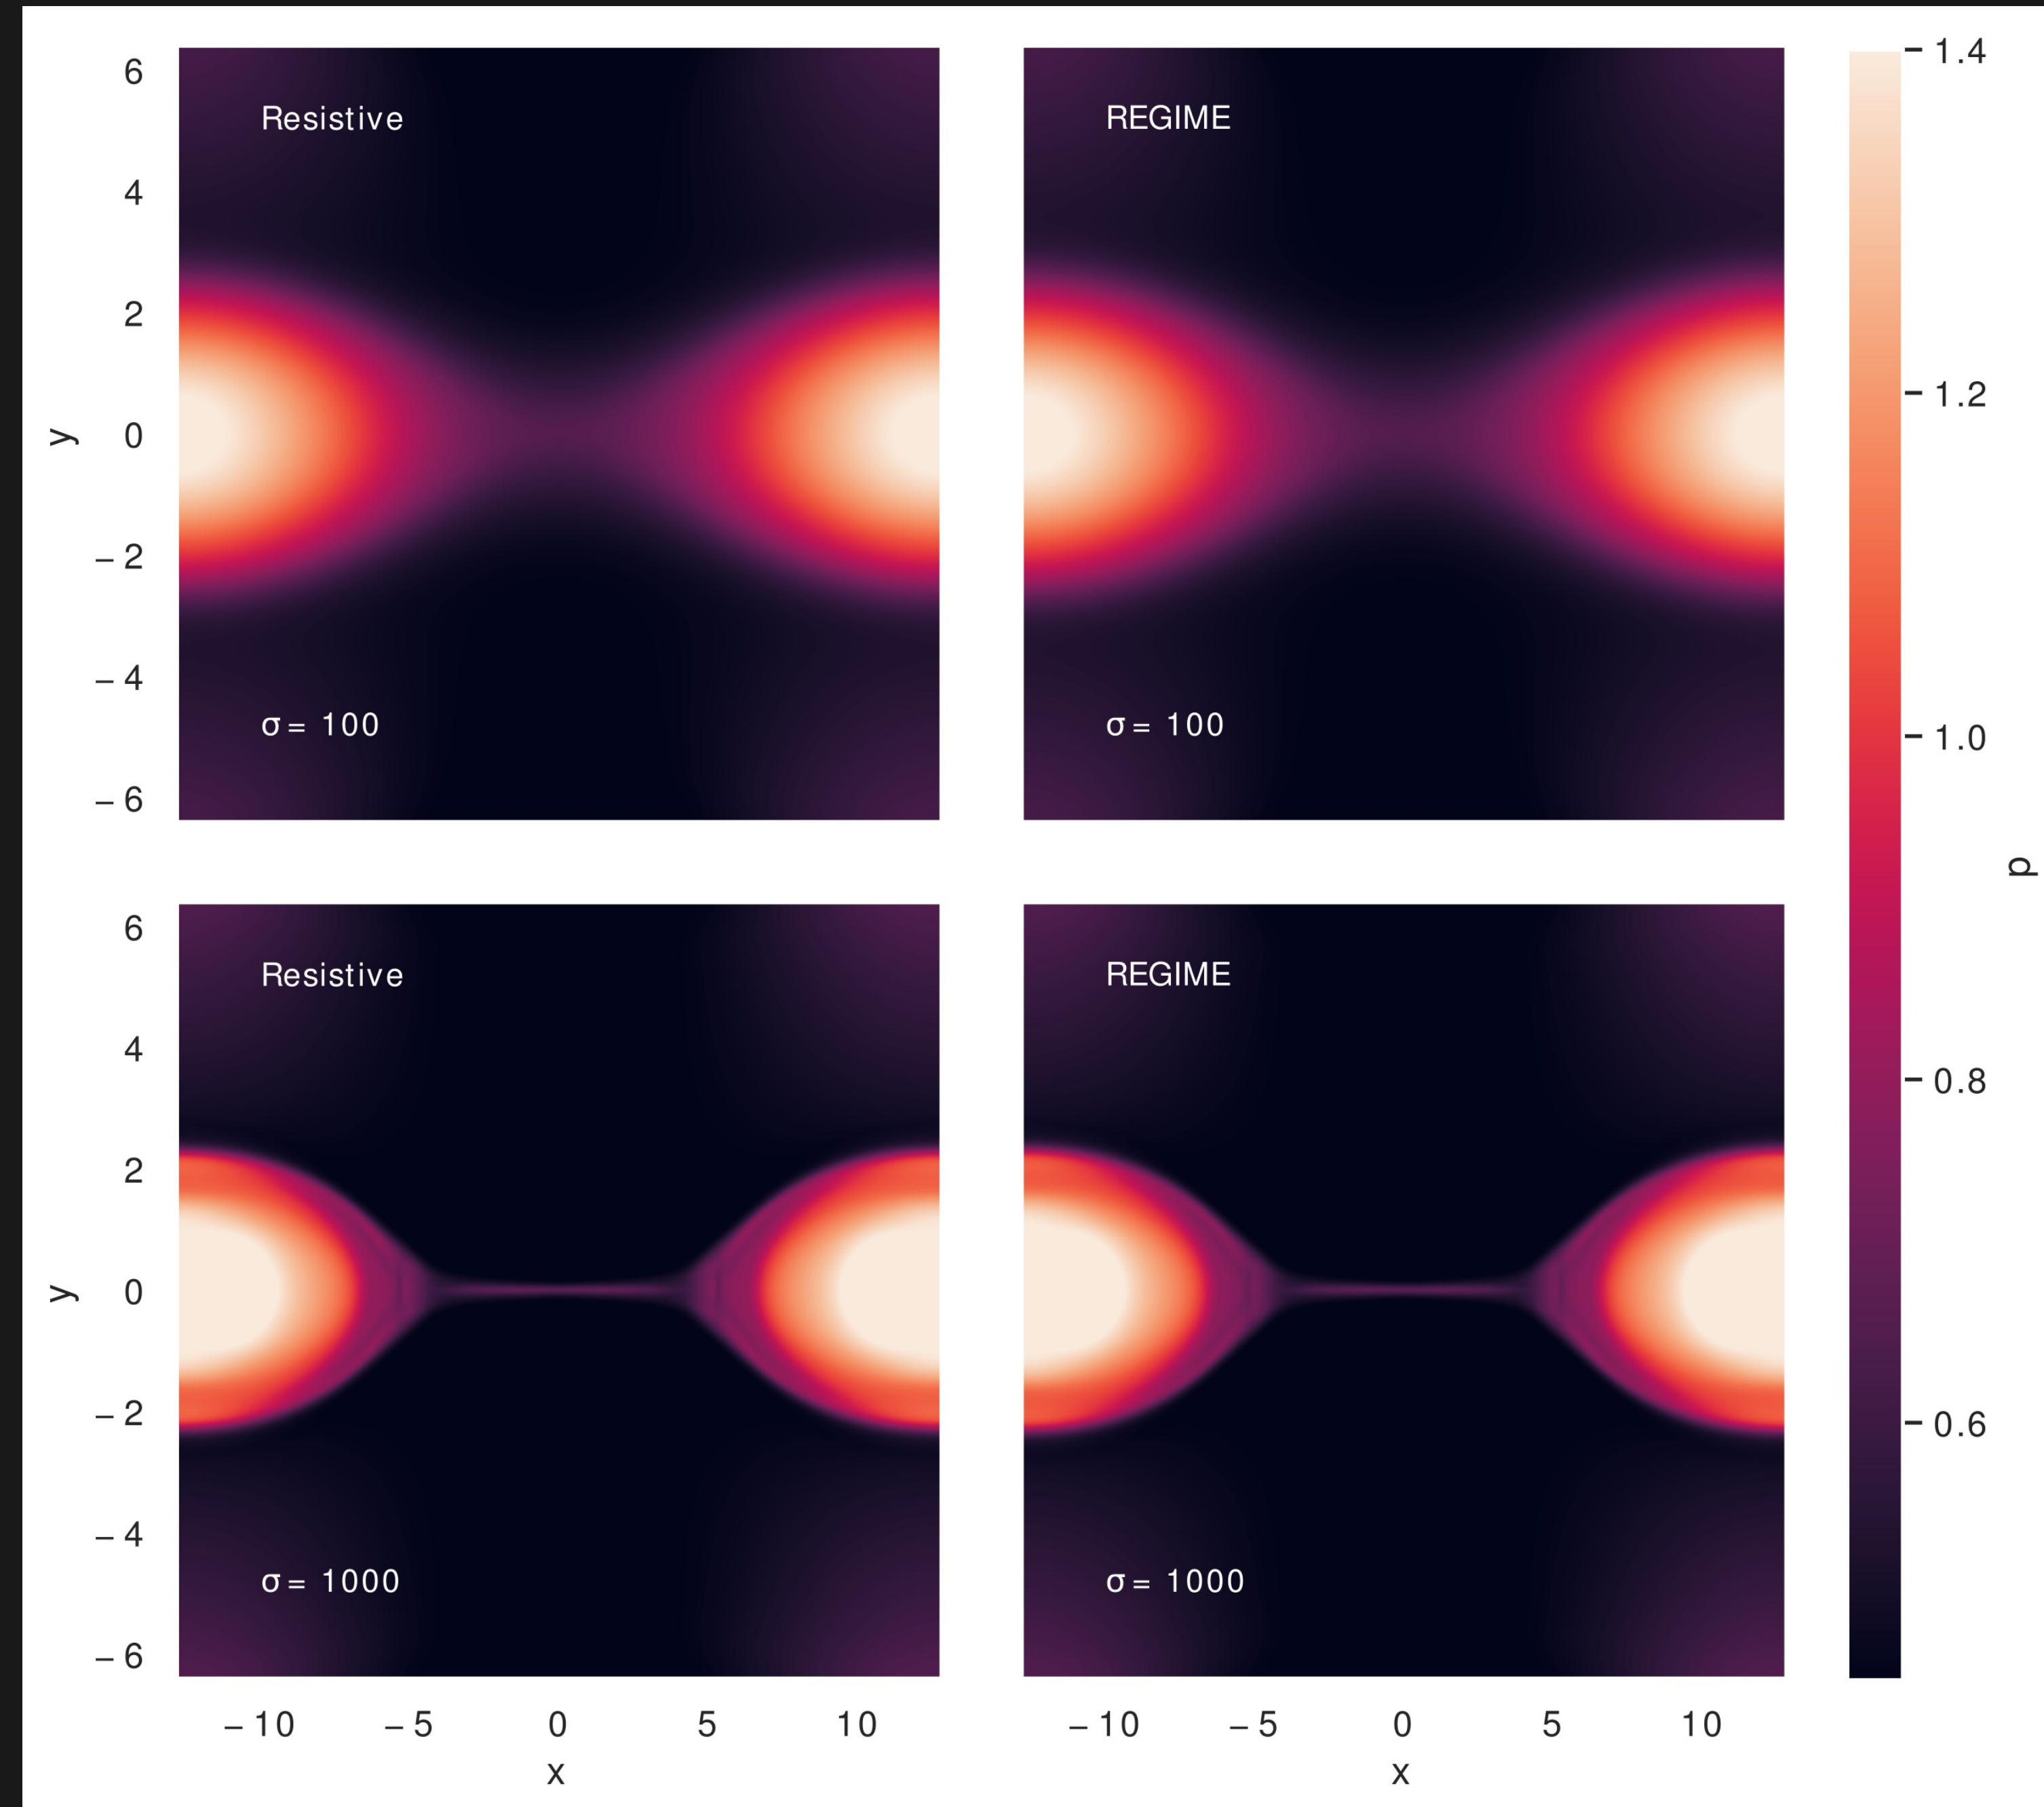 Resistive
REGIME
6
4
2
0
−2
−4
−6
y
σ = 100
σ = 100
Resistive
REGIME
6
4
2
0
−2
−4
−6
y
σ = 1000
σ = 1000
−10 −5 0 5 10
x
−10 −5 0 5 10
x
1.4
1.2
1.0
0.8
0.6
p